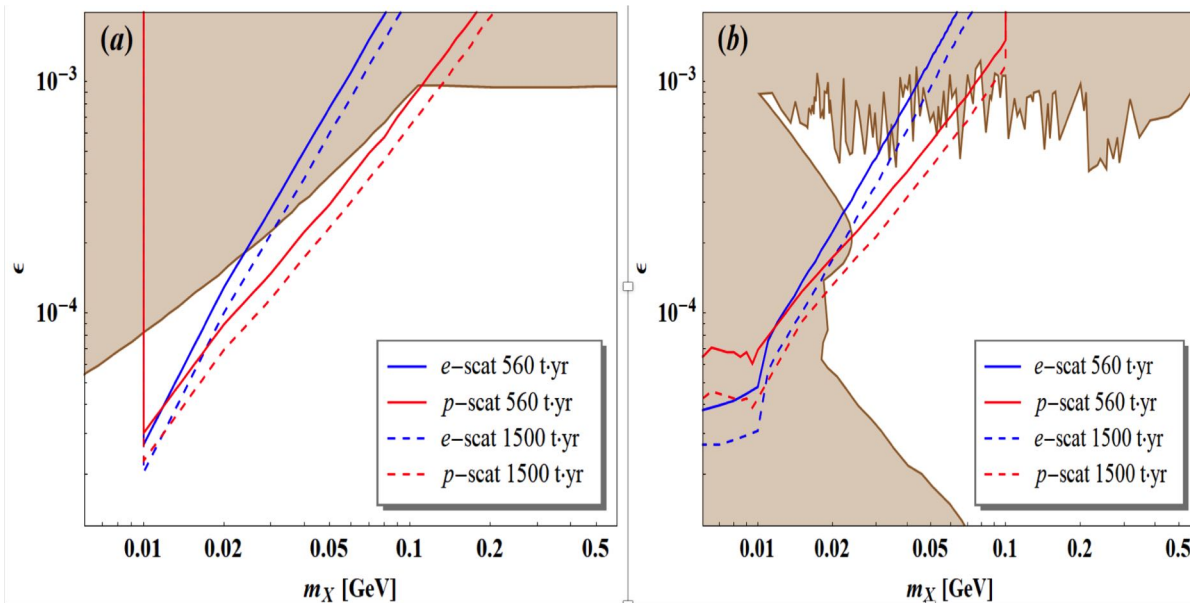 (a)
10⁻³
10⁻⁴
ϵ
e−scat 560 t·yr
p−scat 560 t·yr
e−scat 1500 t·yr
p−scat 1500 t·yr
0.01 0.02 0.05 0.1 0.2 0.5
m_X [GeV]
(b)
10⁻³
10⁻⁴
ϵ
e−scat 560 t·yr
p−scat 560 t·yr
e−scat 1500 t·yr
p−scat 1500 t·yr
0.01 0.02 0.05 0.1 0.2 0.5
m_X [GeV]